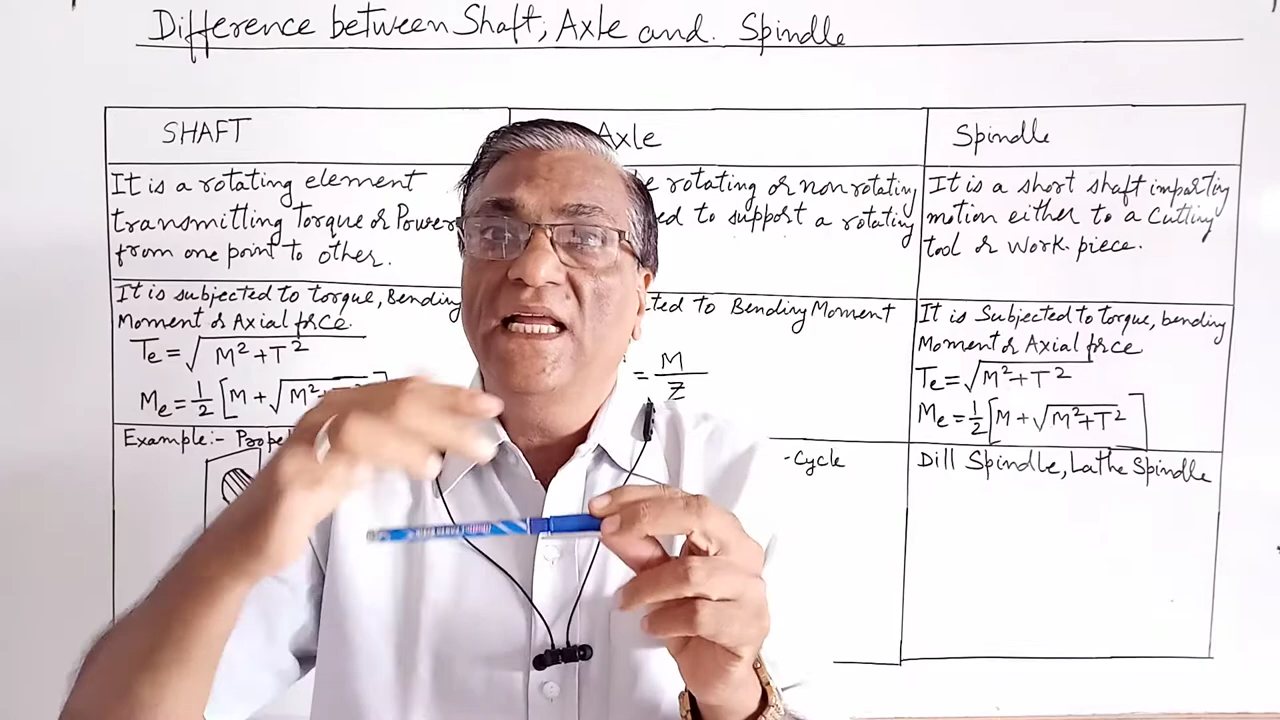 Difference between Shaft, Axle and. Spindle
SHAFT
It is a rotating element
transmitting Torque or Power
from one point to other.
It is subjected to torque, Bending
Moment & Axial force.
Te = √M²+T²
Me = 1/2 [M + √M²
Example:-
Axle
rotating or non rotating
to support a rotating
to Bending Moment
= M/Z
-Cycle
Spindle
It is a short shaft imparting
motion either to a Cutting
tool or work-piece.
It is Subjected to torque, bending
Moment & Axial force
Te = √M²+T²
Me = 1/2 [M + √M²+T²]
Dill Spindle, Lathe Spindle